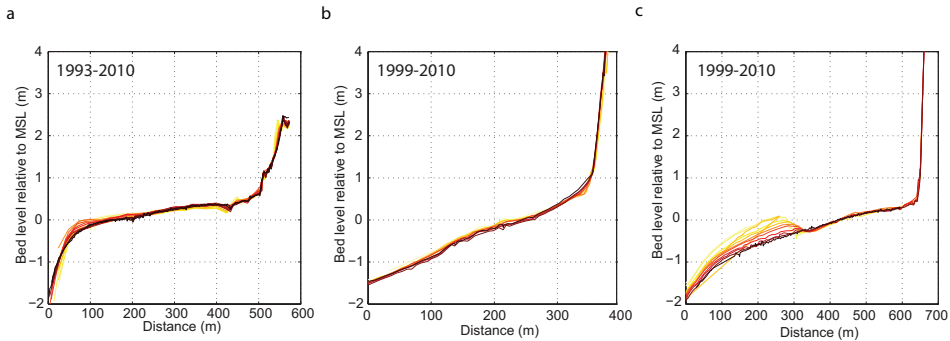 a
b
c
1993-2010
1999-2010
1999-2010
Bed level relative to MSL (m)
4
3
2
1
0
−1
−2
0 100 200 300 400 500 600
Distance (m)
Bed level relative to MSL (m)
4
3
2
1
0
−1
−2
0 100 200 300 400
Distance (m)
Bed level relative to MSL (m)
4
3
2
1
0
−1
−2
0 100 200 300 400 500 600 700
Distance (m)